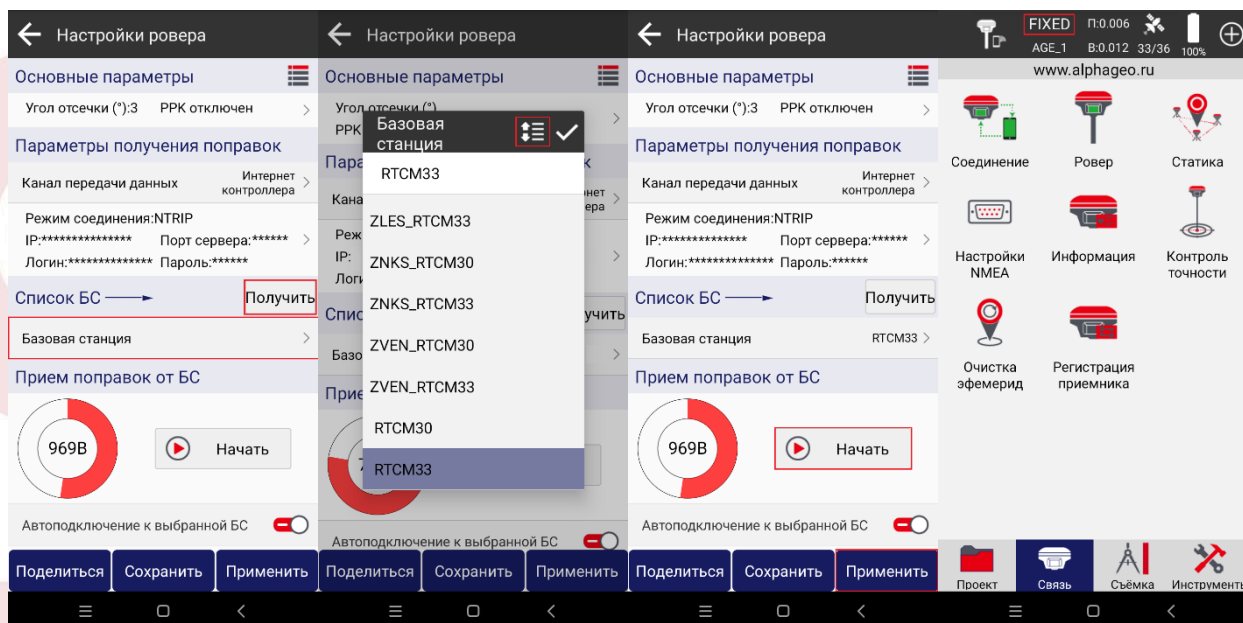 Настройки ровера
Основные параметры
Угол отсечки (°):3 PPK отключен
Параметры получения поправок
Канал передачи данных Интернет
контроллера
Режим соединения:NTRIP
IP:*************** Порт сервера:******
Логин:************** Пароль:******
Список БС Получить
Базовая станция
Прием поправок от БС
969B Начать
Автоподключение к выбранной БС
Поделиться Сохранить Применить
Настройки ровера
Основные параметры
Угол отсечки (°)
PPK
Базовая
станция
RTCM33
ZLES_RTCM33
ZNKS_RTCM30
ZNKS_RTCM33
ZVEN_RTCM30
ZVEN_RTCM33
RTCM30
RTCM33
Автоподключение к выбранной БС
Поделиться Сохранить Применить
Настройки ровера
Основные параметры
Угол отсечки (°):3 PPK отключен
Параметры получения поправок
Канал передачи данных Интернет
контроллера
Режим соединения:NTRIP
IP:*************** Порт сервера:******
Логин:************** Пароль:******
Список БС Получить
Базовая станция RTCM33
Прием поправок от БС
969B Начать
Автоподключение к выбранной БС
Поделиться Сохранить Применить
FIXED П:0.006
AGE_1 В:0.012 33/36 100%
www.alphageo.ru
Соединение Ровер Статика
Настройки
NMEA
Информация
Контроль
точности
Очистка
эфемерид
Регистрация
приемника
Проект Связь Съёмка Инструменты